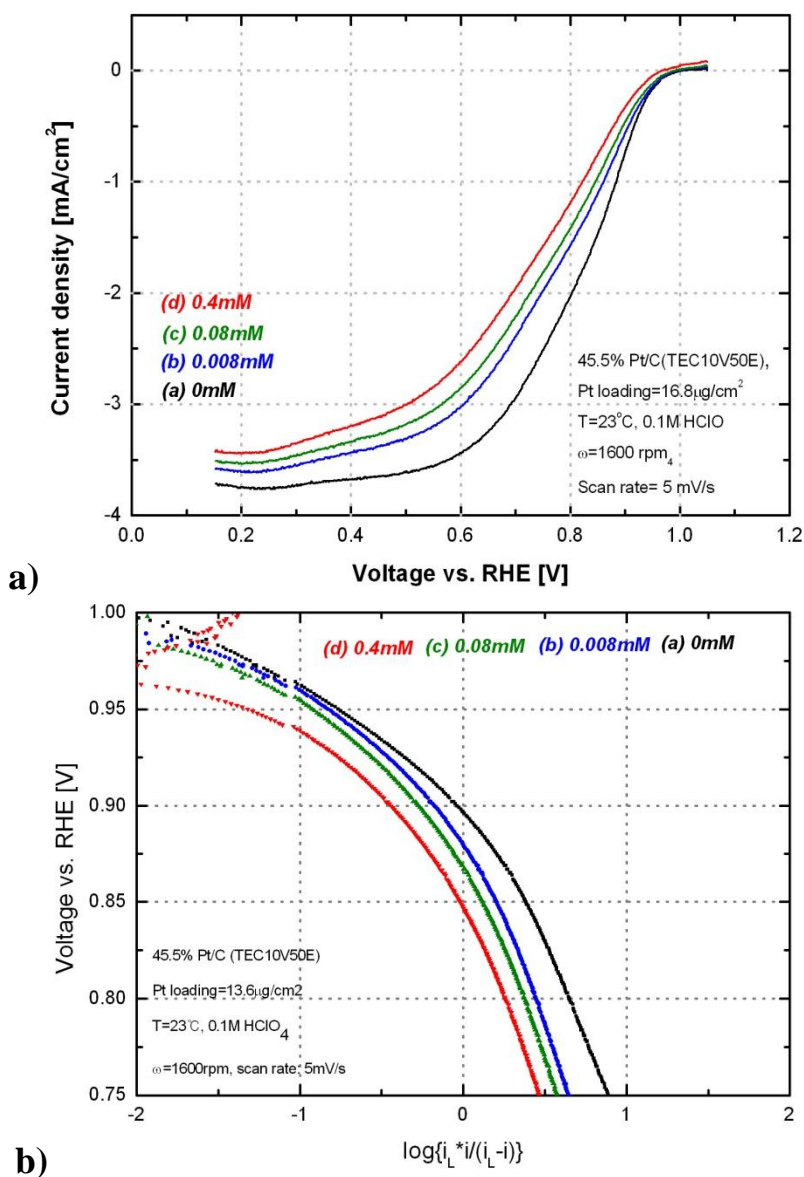 0
-1
-2
-3
-4
Current density [mA/cm²]
(d) 0.4mM
(c) 0.08mM
(b) 0.008mM
(a) 0mM
45.5% Pt/C(TEC10V50E),
Pt loading=16.8μg/cm²
T=23°C, 0.1M HClO
ω=1600 rpm₄
Scan rate= 5 mV/s
0.0 0.2 0.4 0.6 0.8 1.0 1.2
Voltage vs. RHE [V]
a)
1.00
0.95
0.90
0.85
0.80
0.75
Voltage vs. RHE [V]
(d) 0.4mM (c) 0.08mM (b) 0.008mM (a) 0mM
45.5% Pt/C (TEC10V50E)
Pt loading=13.6μg/cm2
T=23℃, 0.1M HClO₄
ω=1600rpm, scan rate: 5mV/s
-2 -1 0 1 2
log{i_L*i/(i_L-i)}
b)